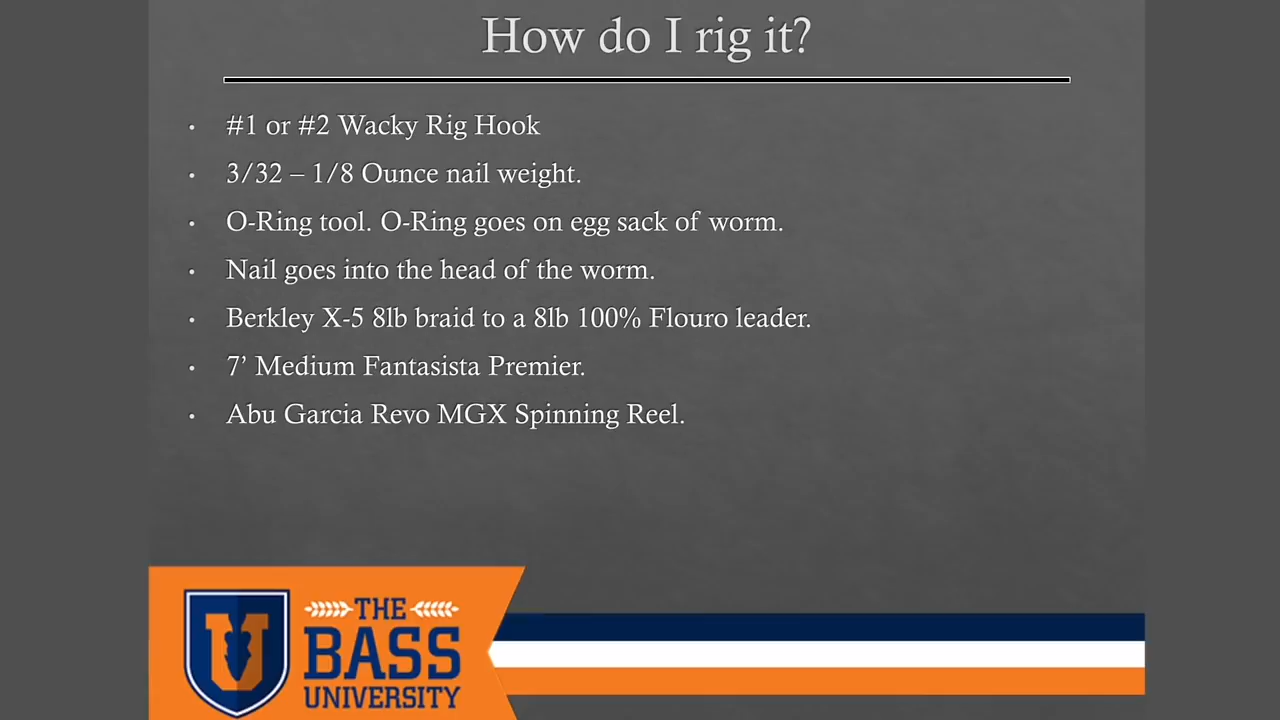 How do I rig it?
• #1 or #2 Wacky Rig Hook
• 3/32 – 1/8 Ounce nail weight.
• O-Ring tool. O-Ring goes on egg sack of worm.
• Nail goes into the head of the worm.
• Berkley X-5 8lb braid to a 8lb 100% Flouro leader.
• 7’ Medium Fantasista Premier.
• Abu Garcia Revo MGX Spinning Reel.
U
THE
BASS
UNIVERSITY